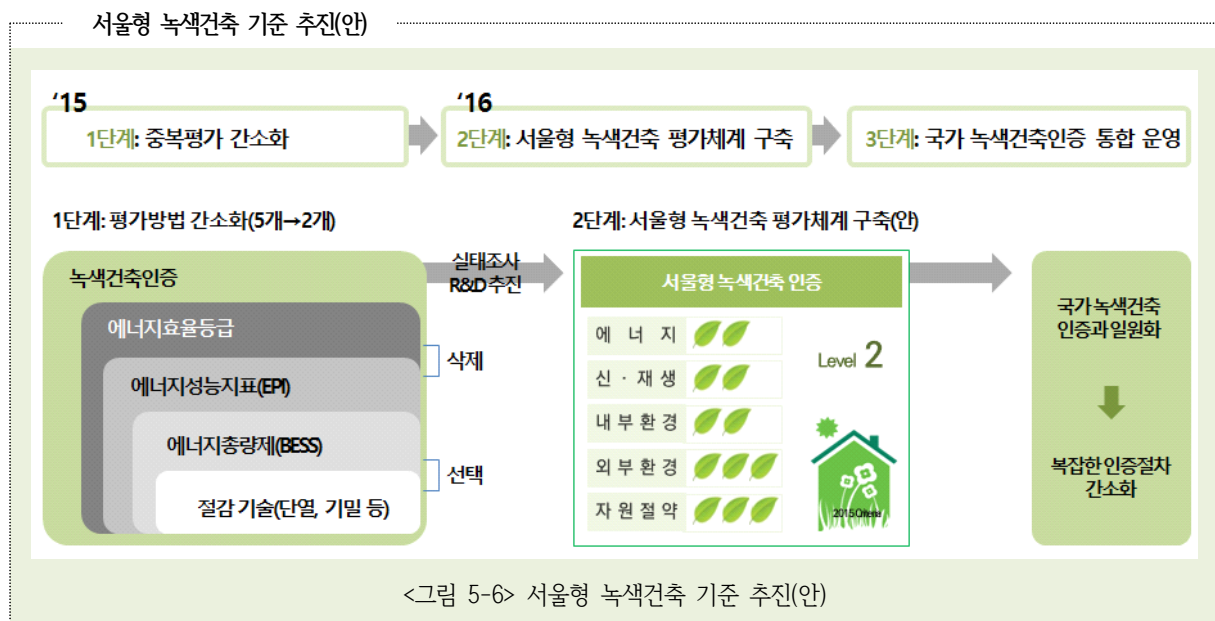 서울형 녹색건축 기준 추진(안)
‘15
1단계: 중복평가 간소화
‘16
2단계: 서울형 녹색건축 평가체계 구축
3단계: 국가 녹색건축인증 통합 운영
1단계: 평가방법 간소화(5개→2개)
녹색건축인증
에너지효율등급
에너지성능지표(EPI)
에너지총량제(BESS)
절감 기술(단열, 기밀 등)
삭제
선택
실태조사
R&D 추진
2단계: 서울형 녹색건축 평가체계 구축(안)
서울형 녹색건축 인증
에 너 지
신 · 재 생
내 부 환 경
외 부 환 경
자 원 절 약
Level 2
2015 Criteria
국가 녹색건축
인증과 일원화
복잡한 인증절차
간소화
<그림 5-6> 서울형 녹색건축 기준 추진(안)